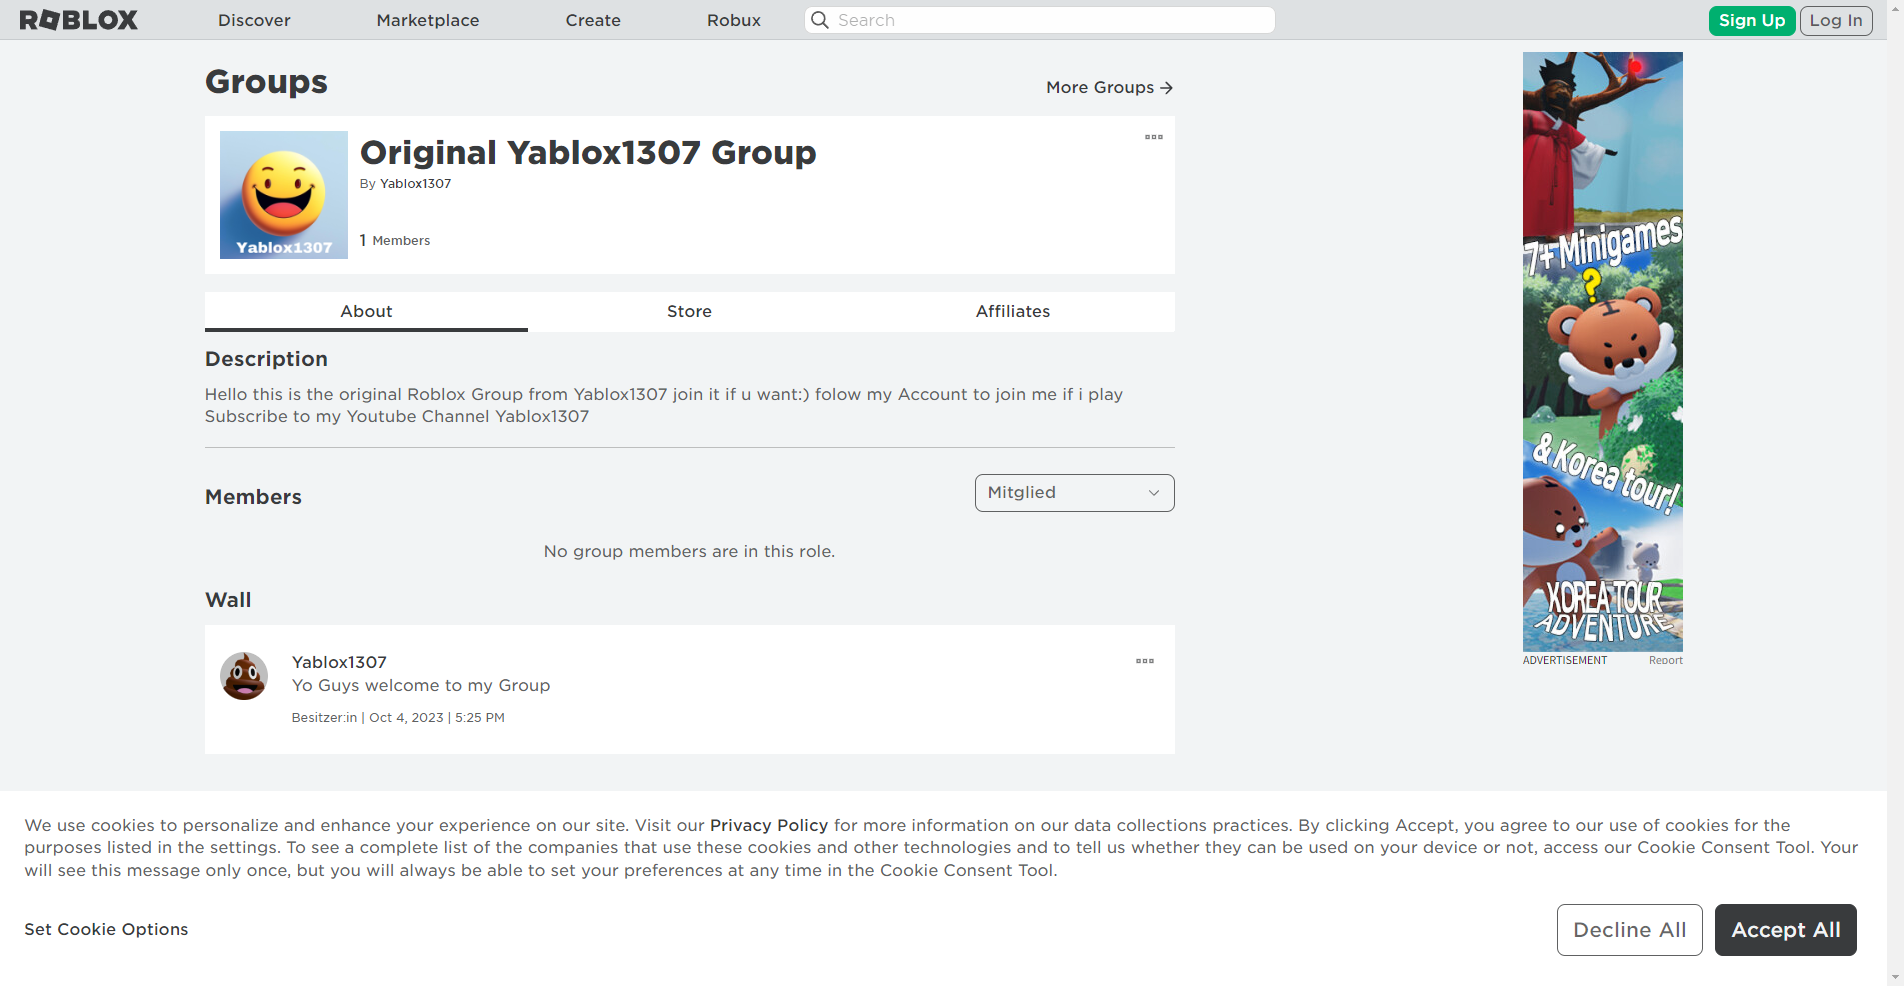 ROBLOX
Discover
Marketplace
Create
Robux
Search
Sign Up
Log In
Groups
More Groups →
Yablox1307
Original Yablox1307 Group
By Yablox1307
1 Members
About
Store
Affiliates
Description
Hello this is the original Roblox Group from Yablox1307 join it if u want:) folow my Account to join me if i play
Subscribe to my Youtube Channel Yablox1307
Members
Mitglied
No group members are in this role.
Wall
Yablox1307
Yo Guys welcome to my Group
Besitzer:in | Oct 4, 2023 | 5:25 PM
7+ Minigames
?
& Korea tour!
KOREA TOUR
ADVENTURE
ADVERTISEMENT
Report
We use cookies to personalize and enhance your experience on our site. Visit our Privacy Policy for more information on our data collections practices. By clicking Accept, you agree to our use of cookies for the
purposes listed in the settings. To see a complete list of the companies that use these cookies and other technologies and to tell us whether they can be used on your device or not, access our Cookie Consent Tool. Your
will see this message only once, but you will always be able to set your preferences at any time in the Cookie Consent Tool.
Set Cookie Options
Decline All
Accept All